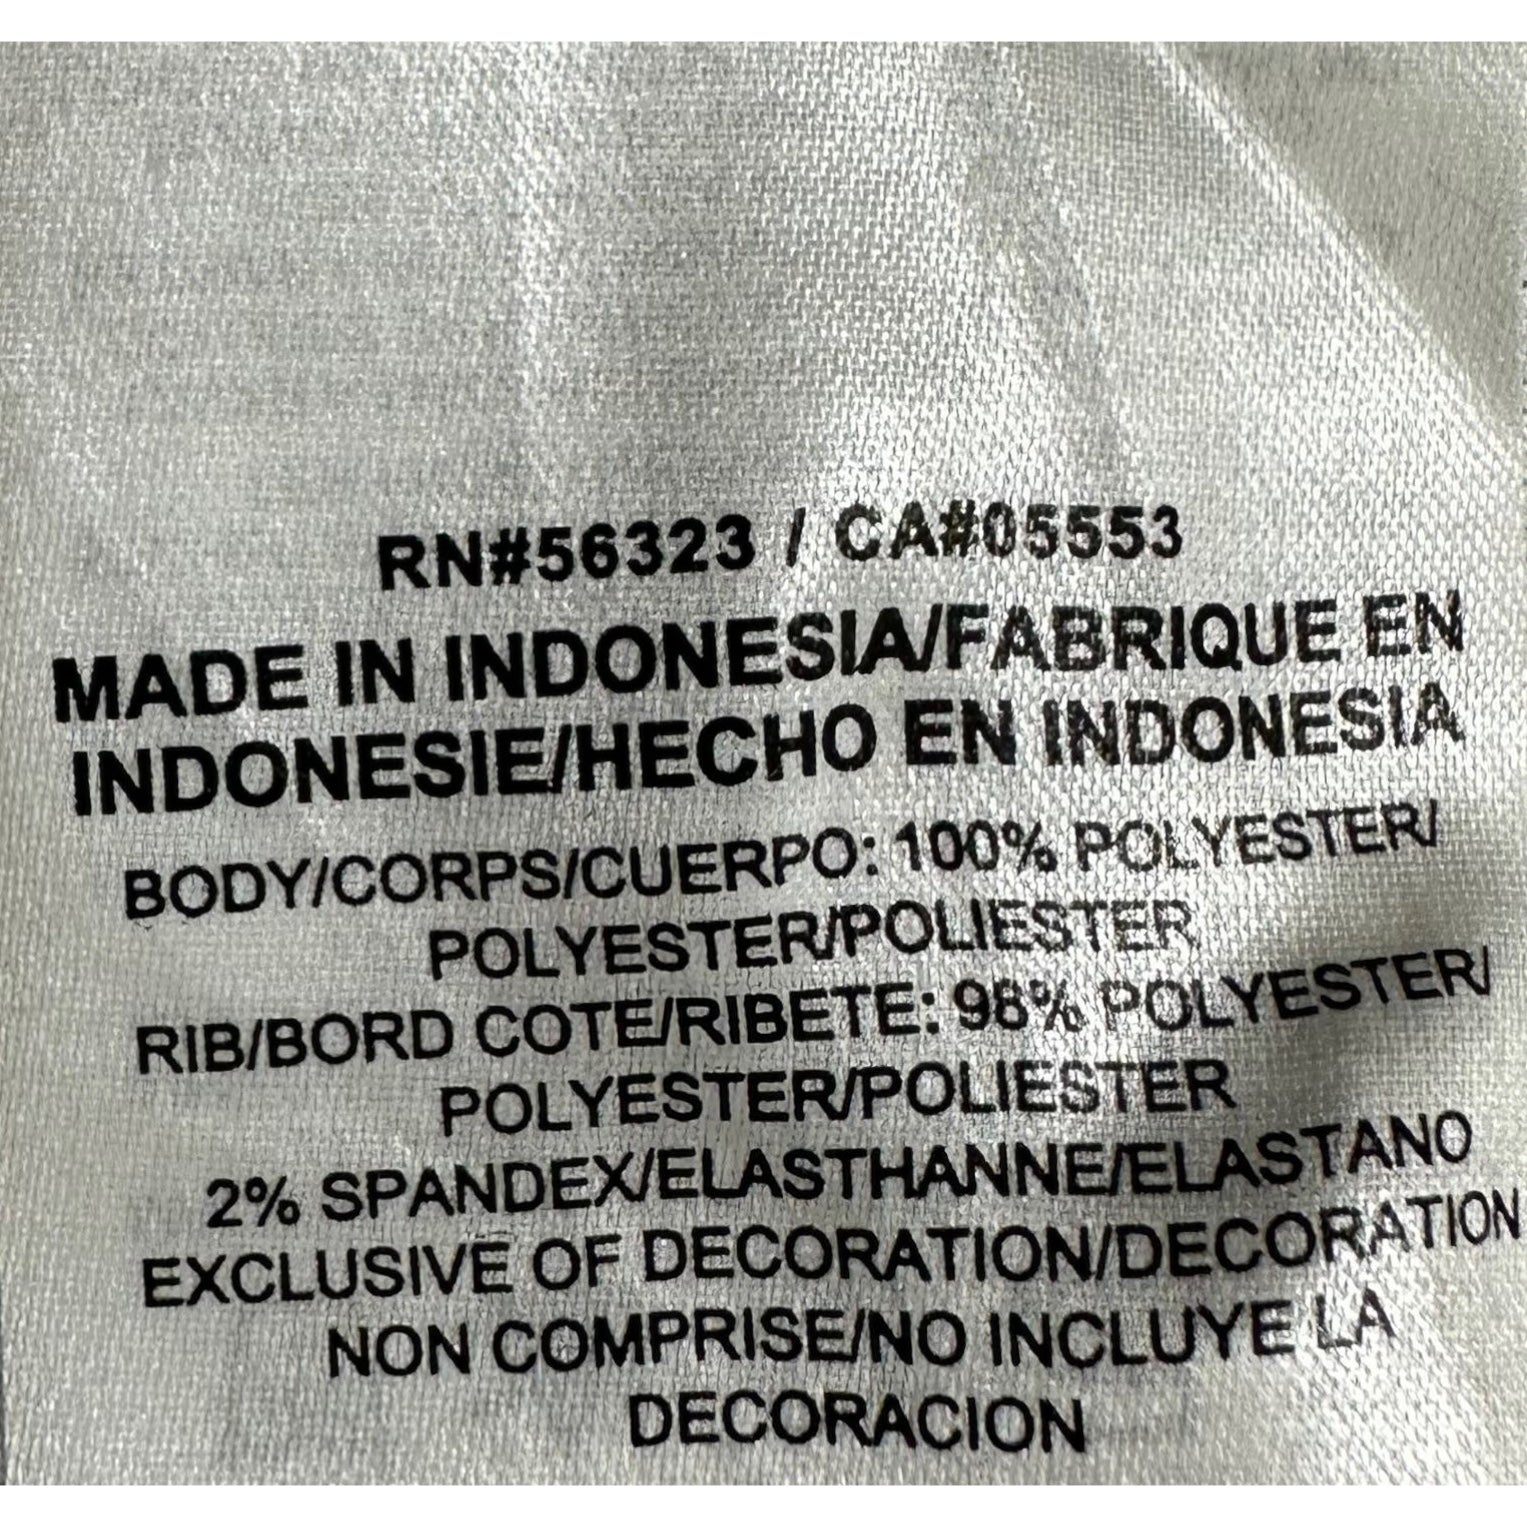 RN#56323 / CA#05553
MADE IN INDONESIA/FABRIQUE EN
INDONESIE/HECHO EN INDONESIA
BODY/CORPS/CUERPO: 100% POLYESTER/
POLYESTER/POLIESTER
RIB/BORD COTE/RIBETE: 98% POLYESTER/
POLYESTER/POLIESTER
2% SPANDEX/ELASTHANNE/ELASTANO
EXCLUSIVE OF DECORATION/DECORATION
NON COMPRISE/NO INCLUYE LA
DECORACION